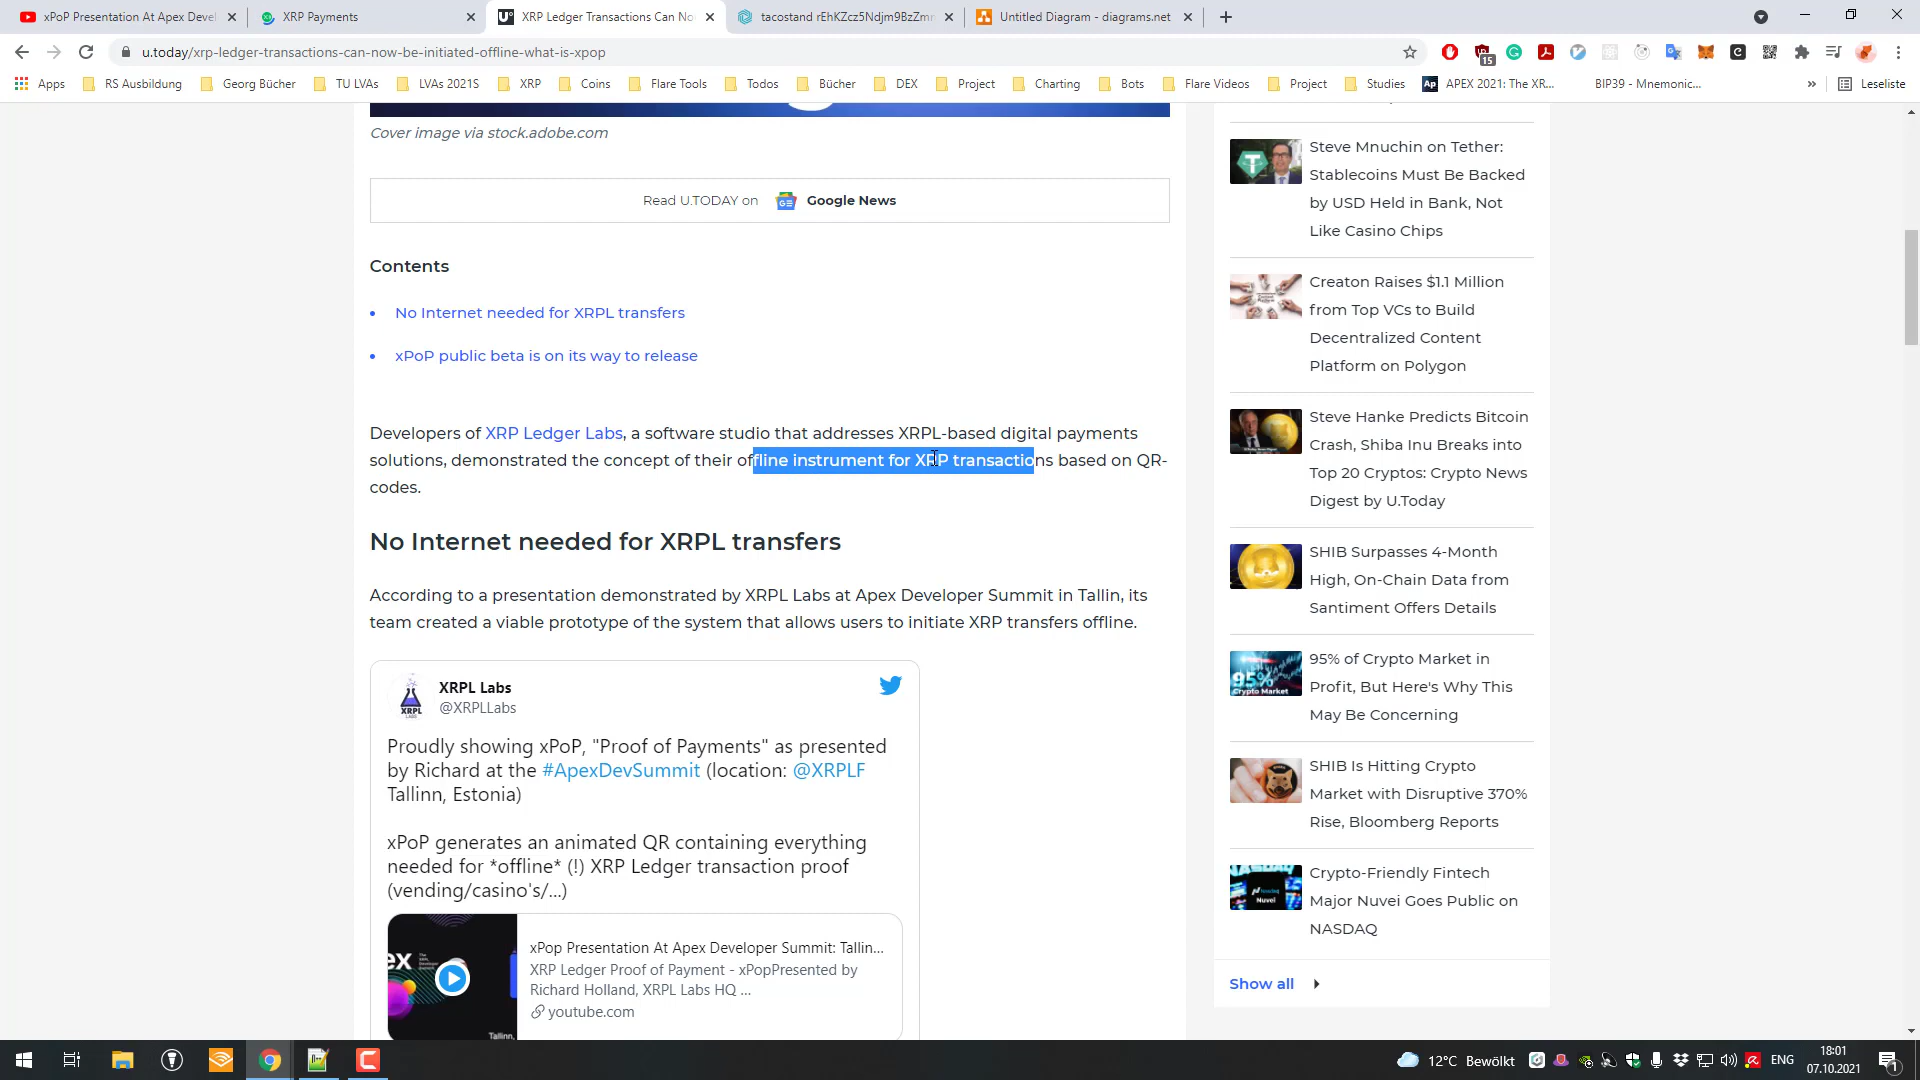 xPoP Presentation At Apex Devel
XRP Payments
XRP Ledger Transactions Can No
tacostand rEhKZcz5Ndjm9BzZmr
Untitled Diagram - diagrams.net
u.today/xrp-ledger-transactions-can-now-be-initiated-offline-what-is-xpop
15
Apps
RS Ausbildung
Georg Bücher
TU LVAs
LVAs 2021S
XRP
Coins
Flare Tools
Todos
Bücher
DEX
Project
Charting
Bots
Flare Videos
Project
Studies
APEX 2021: The XR...
BIP39 - Mnemonic...
»
Leseliste
Cover image via stock.adobe.com
Read U.TODAY on Google News
Contents
• No Internet needed for XRPL transfers
• xPoP public beta is on its way to release
Developers of XRP Ledger Labs, a software studio that addresses XRPL-based digital payments
solutions, demonstrated the concept of their offline instrument for XRP transactions based on QR-
codes.
No Internet needed for XRPL transfers
According to a presentation demonstrated by XRPL Labs at Apex Developer Summit in Tallin, its
team created a viable prototype of the system that allows users to initiate XRP transfers offline.
XRPL Labs
@XRPLLabs
Proudly showing xPoP, "Proof of Payments" as presented
by Richard at the #ApexDevSummit (location: @XRPLF
Tallinn, Estonia)
xPoP generates an animated QR containing everything
needed for *offline* (!) XRP Ledger transaction proof
(vending/casino's/...)
xPop Presentation At Apex Developer Summit: Tallin...
XRP Ledger Proof of Payment - xPopPresented by
Richard Holland, XRPL Labs HQ ...
youtube.com
Steve Mnuchin on Tether:
Stablecoins Must Be Backed
by USD Held in Bank, Not
Like Casino Chips
Creaton Raises $1.1 Million
from Top VCs to Build
Decentralized Content
Platform on Polygon
Steve Hanke Predicts Bitcoin
Crash, Shiba Inu Breaks into
Top 20 Cryptos: Crypto News
Digest by U.Today
SHIB Surpasses 4-Month
High, On-Chain Data from
Santiment Offers Details
95% of Crypto Market in
Profit, But Here's Why This
May Be Concerning
SHIB Is Hitting Crypto
Market with Disruptive 370%
Rise, Bloomberg Reports
Crypto-Friendly Fintech
Major Nuvei Goes Public on
NASDAQ
Show all
12°C Bewölkt
ENG
18:01
07.10.2021
1